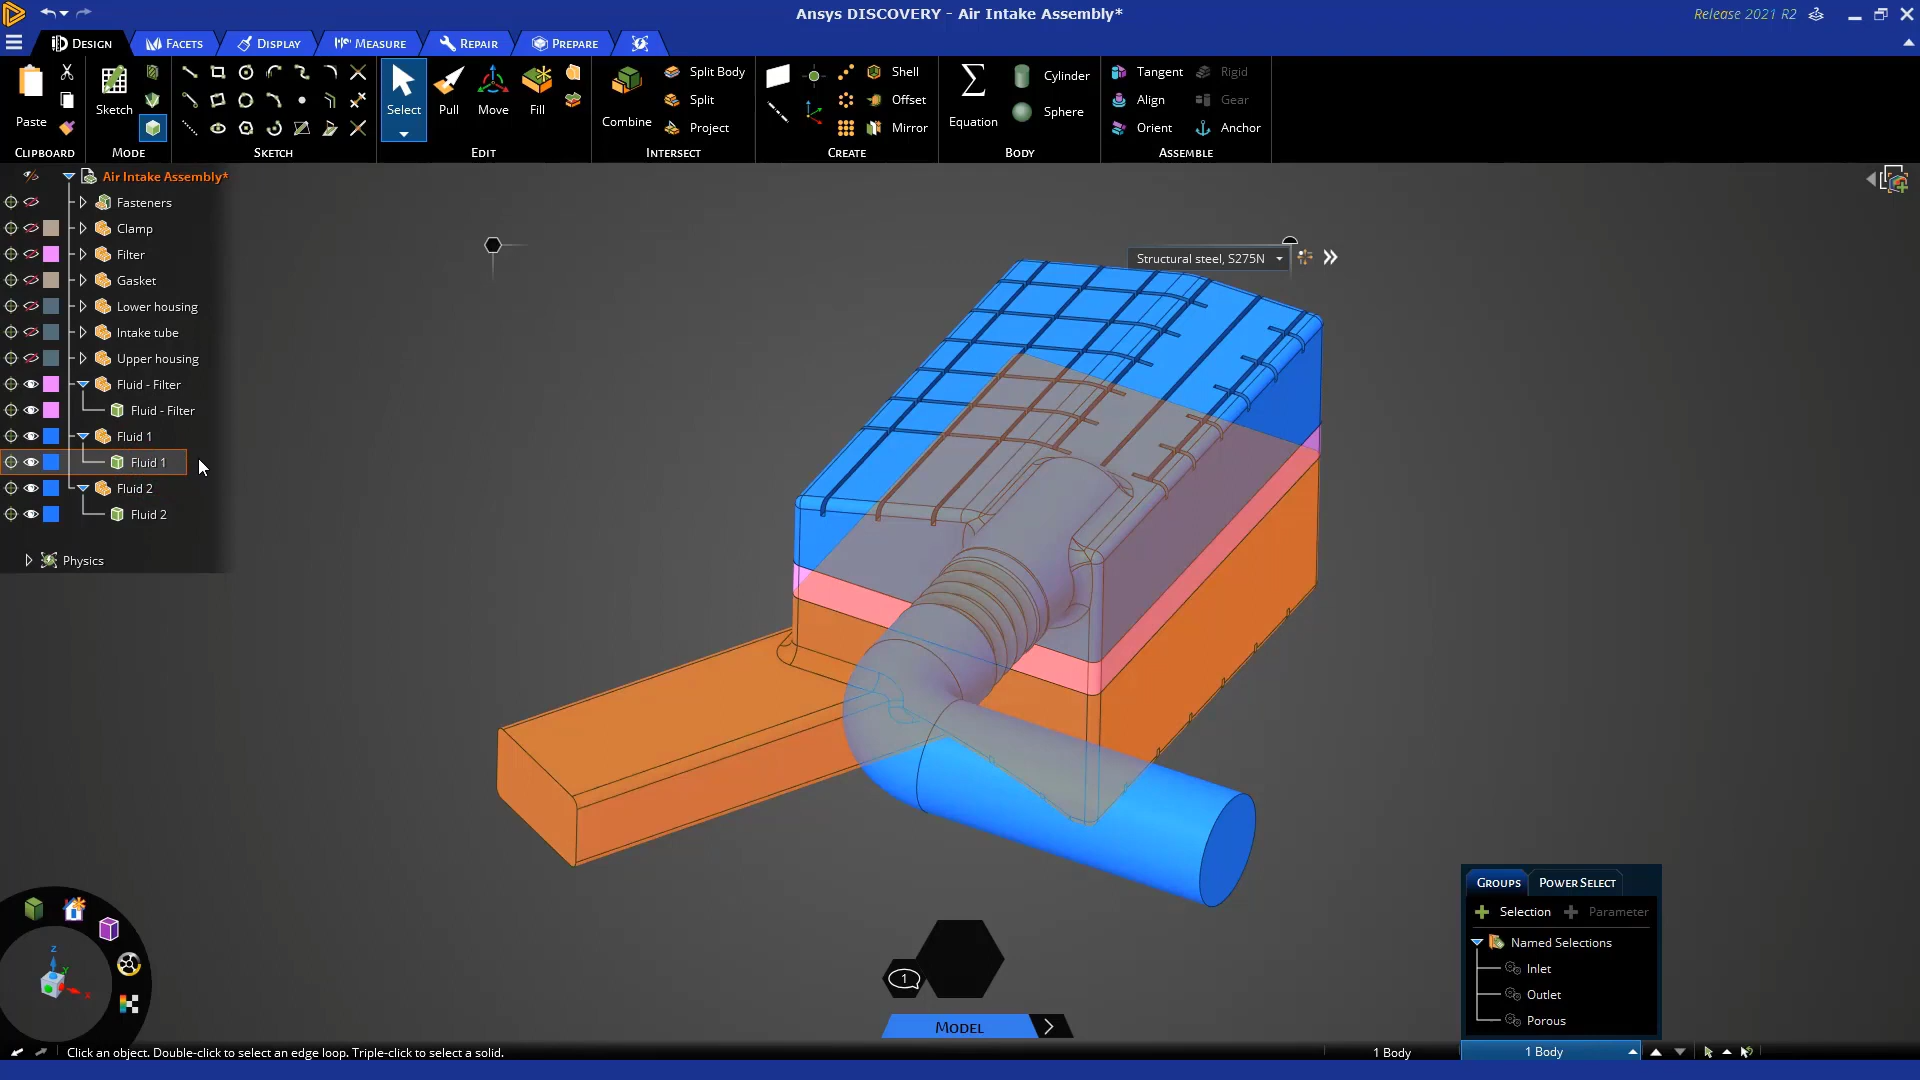 Ansys DISCOVERY - Air Intake Assembly*
Release 2021 R2
DESIGN
FACETS
DISPLAY
MEASURE
REPAIR
PREPARE
Paste
Sketch
Select
Pull
Move
Fill
Combine
Split Body
Split
Project
Shell
Offset
Mirror
Equation
Cylinder
Sphere
Tangent
Align
Orient
Rigid
Gear
Anchor
CLIPBOARD
MODE
SKETCH
EDIT
INTERSECT
CREATE
BODY
ASSEMBLE
Air Intake Assembly*
Fasteners
Clamp
Filter
Gasket
Lower housing
Intake tube
Upper housing
Fluid - Filter
Fluid - Filter
Fluid 1
Fluid 1
Fluid 2
Fluid 2
Physics
Structural steel, S275N
GROUPS
POWER SELECT
Selection
Parameter
Named Selections
Inlet
Outlet
Porous
Z
Y
X
1
MODEL
Click an object. Double-click to select an edge loop. Triple-click to select a solid.
1 Body
1 Body